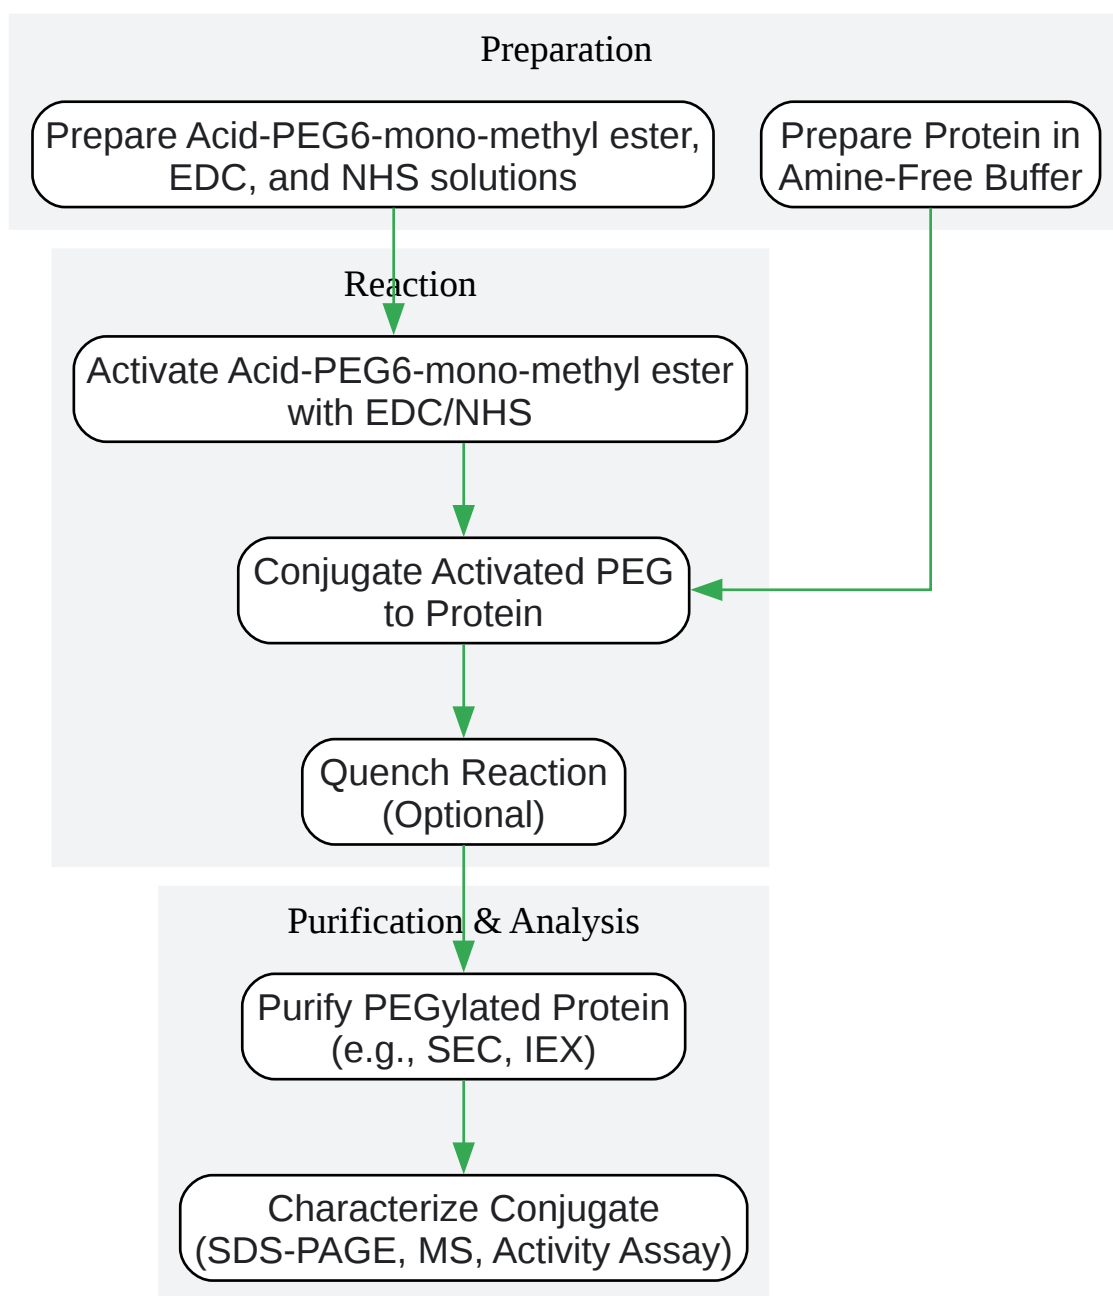 Preparation
Prepare Acid-PEG6-mono-methyl ester,
EDC, and NHS solutions
Prepare Protein in
Amine-Free Buffer
Reaction
Activate Acid-PEG6-mono-methyl ester
with EDC/NHS
Conjugate Activated PEG
to Protein
Quench Reaction
(Optional)
Purification & Analysis
Purify PEGylated Protein
(e.g., SEC, IEX)
Characterize Conjugate
(SDS-PAGE, MS, Activity Assay)